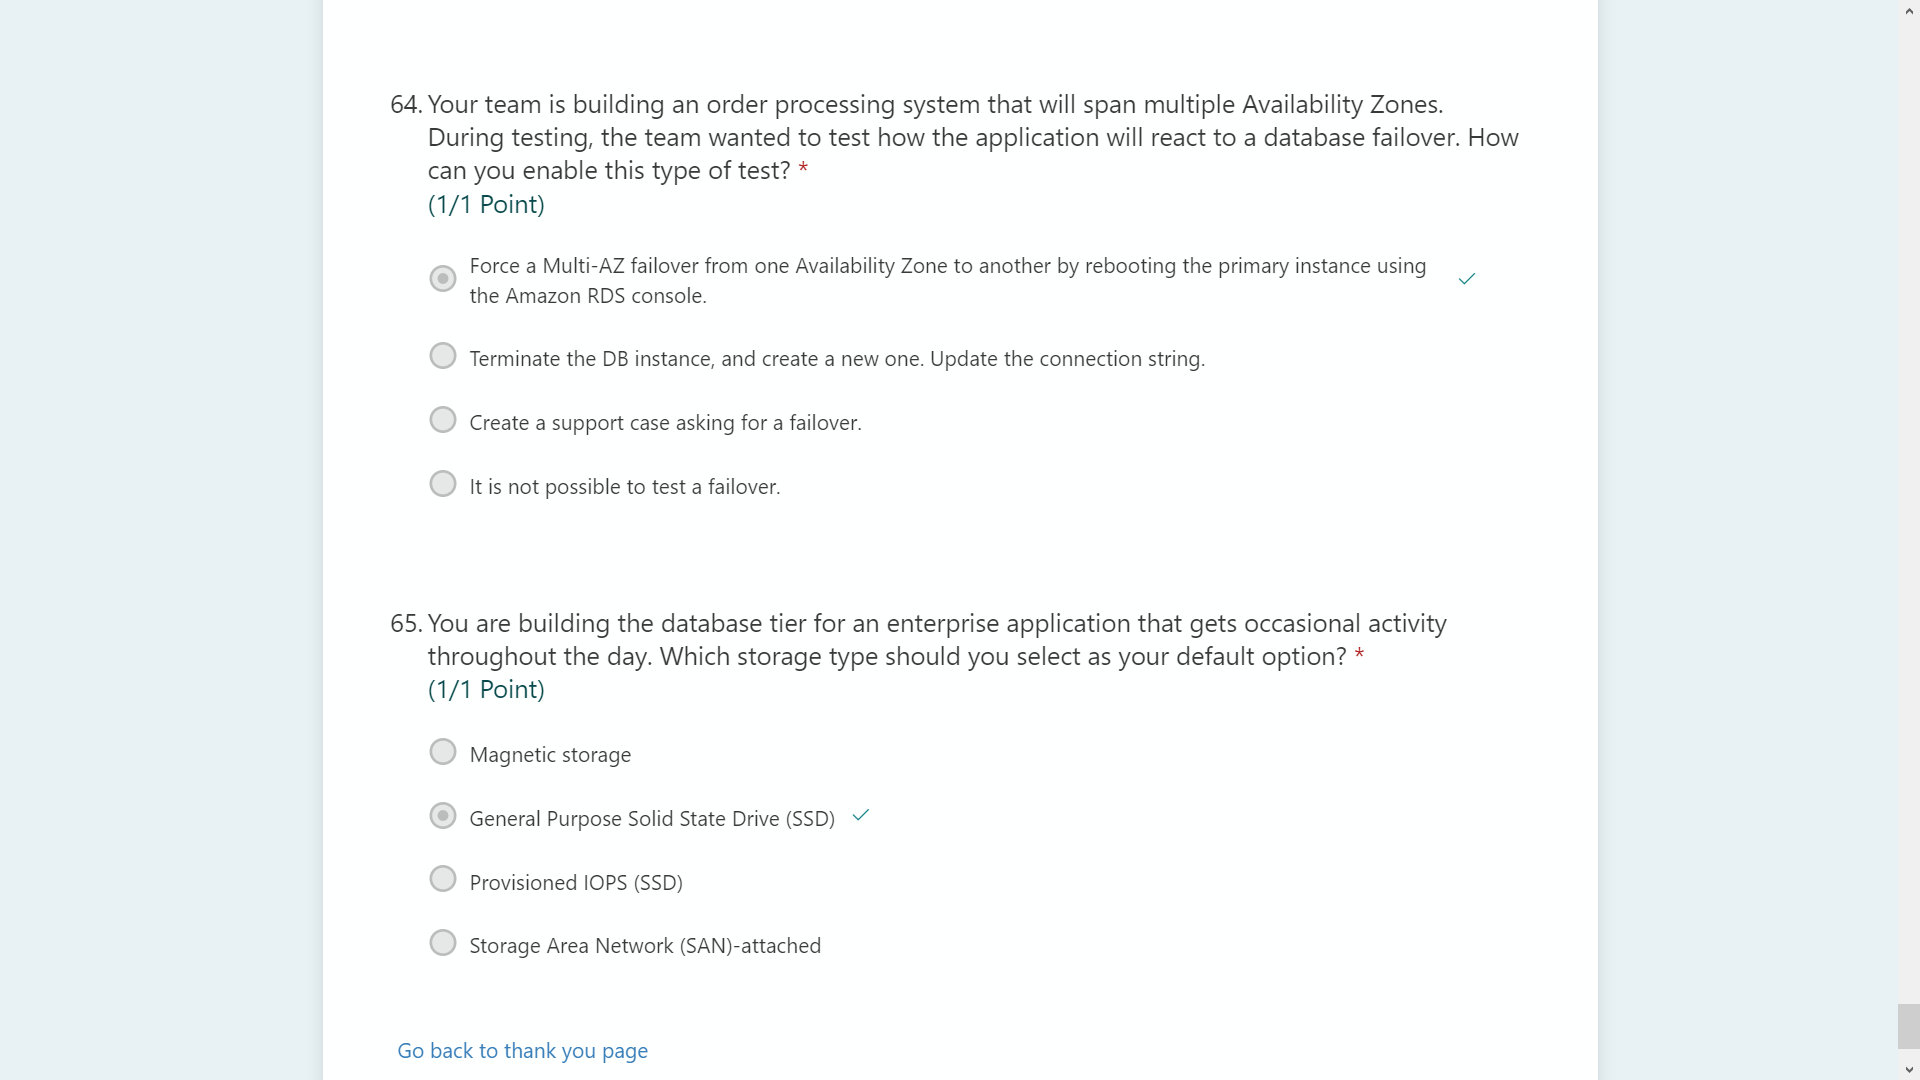 64. Your team is building an order processing system that will span multiple Availability Zones.
During testing, the team wanted to test how the application will react to a database failover. How
can you enable this type of test? *
(1/1 Point)
Force a Multi-AZ failover from one Availability Zone to another by rebooting the primary instance using
the Amazon RDS console.
Terminate the DB instance, and create a new one. Update the connection string.
Create a support case asking for a failover.
It is not possible to test a failover.
65. You are building the database tier for an enterprise application that gets occasional activity
throughout the day. Which storage type should you select as your default option? *
(1/1 Point)
Magnetic storage
General Purpose Solid State Drive (SSD)
Provisioned IOPS (SSD)
Storage Area Network (SAN)-attached
Go back to thank you page